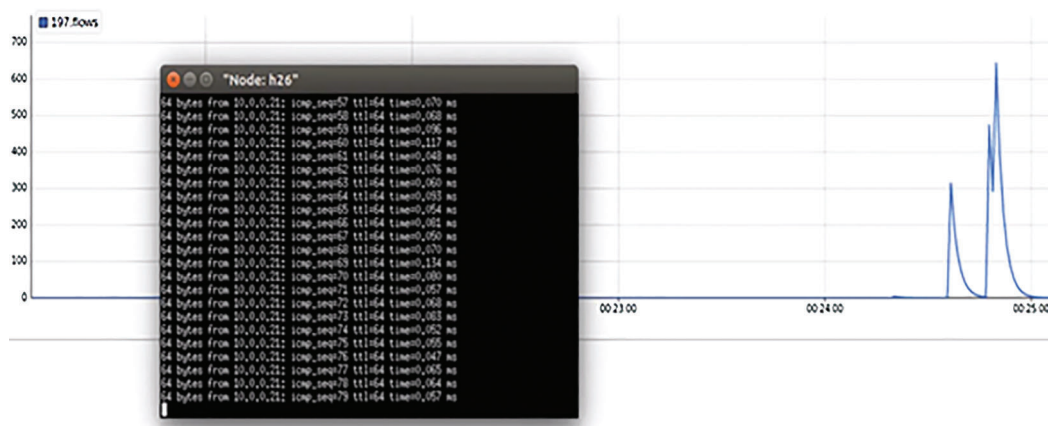 197.flows
700
600
500
400
300
200
100
0
"Node: h26"
64 bytes from 10.0.0.21: icmp_seq=57 ttl=64 time=0.070 ms
64 bytes from 10.0.0.21: icmp_seq=58 ttl=64 time=0.068 ms
64 bytes from 10.0.0.21: icmp_seq=59 ttl=64 time=0.096 ms
64 bytes from 10.0.0.21: icmp_seq=60 ttl=64 time=0.117 ms
64 bytes from 10.0.0.21: icmp_seq=61 ttl=64 time=0.048 ms
64 bytes from 10.0.0.21: icmp_seq=62 ttl=64 time=0.076 ms
64 bytes from 10.0.0.21: icmp_seq=63 ttl=64 time=0.060 ms
64 bytes from 10.0.0.21: icmp_seq=64 ttl=64 time=0.093 ms
64 bytes from 10.0.0.21: icmp_seq=65 ttl=64 ms
64 bytes from 10.0.0.21: icmp_seq=66 ttl=64 ms
64 bytes from 10.0.0.21: icmp_seq=67 ttl=64 time=0.050 ms
64 bytes from 10.0.0.21: icmp_seq=68 ttl=64 time=0.070 ms
64 bytes from 10.0.0.21: icmp_seq=69 ttl=64 time=0.134 ms
64 bytes from 10.0.0.21: icmp_seq=70 ttl=64 time=0.080 ms
64 bytes from 10.0.0.21: icmp_seq=71 ttl=64 time=0.057 ms
64 bytes from 10.0.0.21: icmp_seq=72 ttl=64 time=0.068 ms
64 bytes from 10.0.0.21: icmp_seq=73 ttl=64 ms
64 bytes from 10.0.0.21: icmp_seq=74 ttl=64 time=0.052 ms
64 bytes from 10.0.0.21: icmp_seq=75 ttl=64 time=0.055 ms
64 bytes from 10.0.0.21: icmp_seq=76 ttl=64 time=0.047 ms
64 bytes from 10.0.0.21: icmp_seq=77 ttl=64 time=0.065 ms
64 bytes from 10.0.0.21: icmp_seq=78 ttl=64 time=0.064 ms
64 bytes from 10.0.0.21: icmp_seq=79 ttl=64 time=0.057 ms
00:23:00
00:24:00
00:25:00